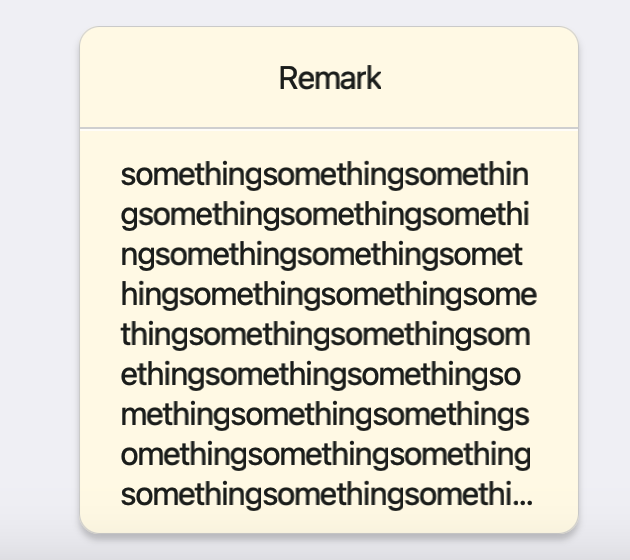 Remark
somethingsomethingsomethin
gsomethingsomethingsomethi
ngsomethingsomethingsomet
hingsomethingsomethingsome
thingsomethingsomethingsom
ethingsomethingsomethingso
methingsomethingsomethings
omethingsomethingsomething
somethingsomethingsomethi...